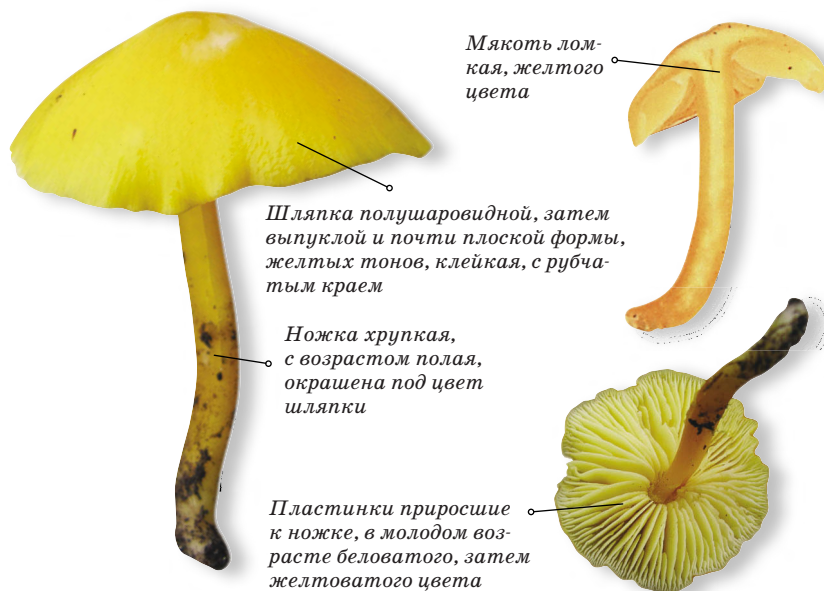 Мякоть лом-
кая, желтого
цвета
Шляпка полушаровидной, затем
выпуклой и почти плоской формы,
желтых тонов, клейкая, с рубча-
тым краем
Ножка хрупкая,
с возрастом полая,
окрашена под цвет
шляпки
Пластинки приросшие
к ножке, в молодом воз-
расте беловатого, затем
желтоватого цвета